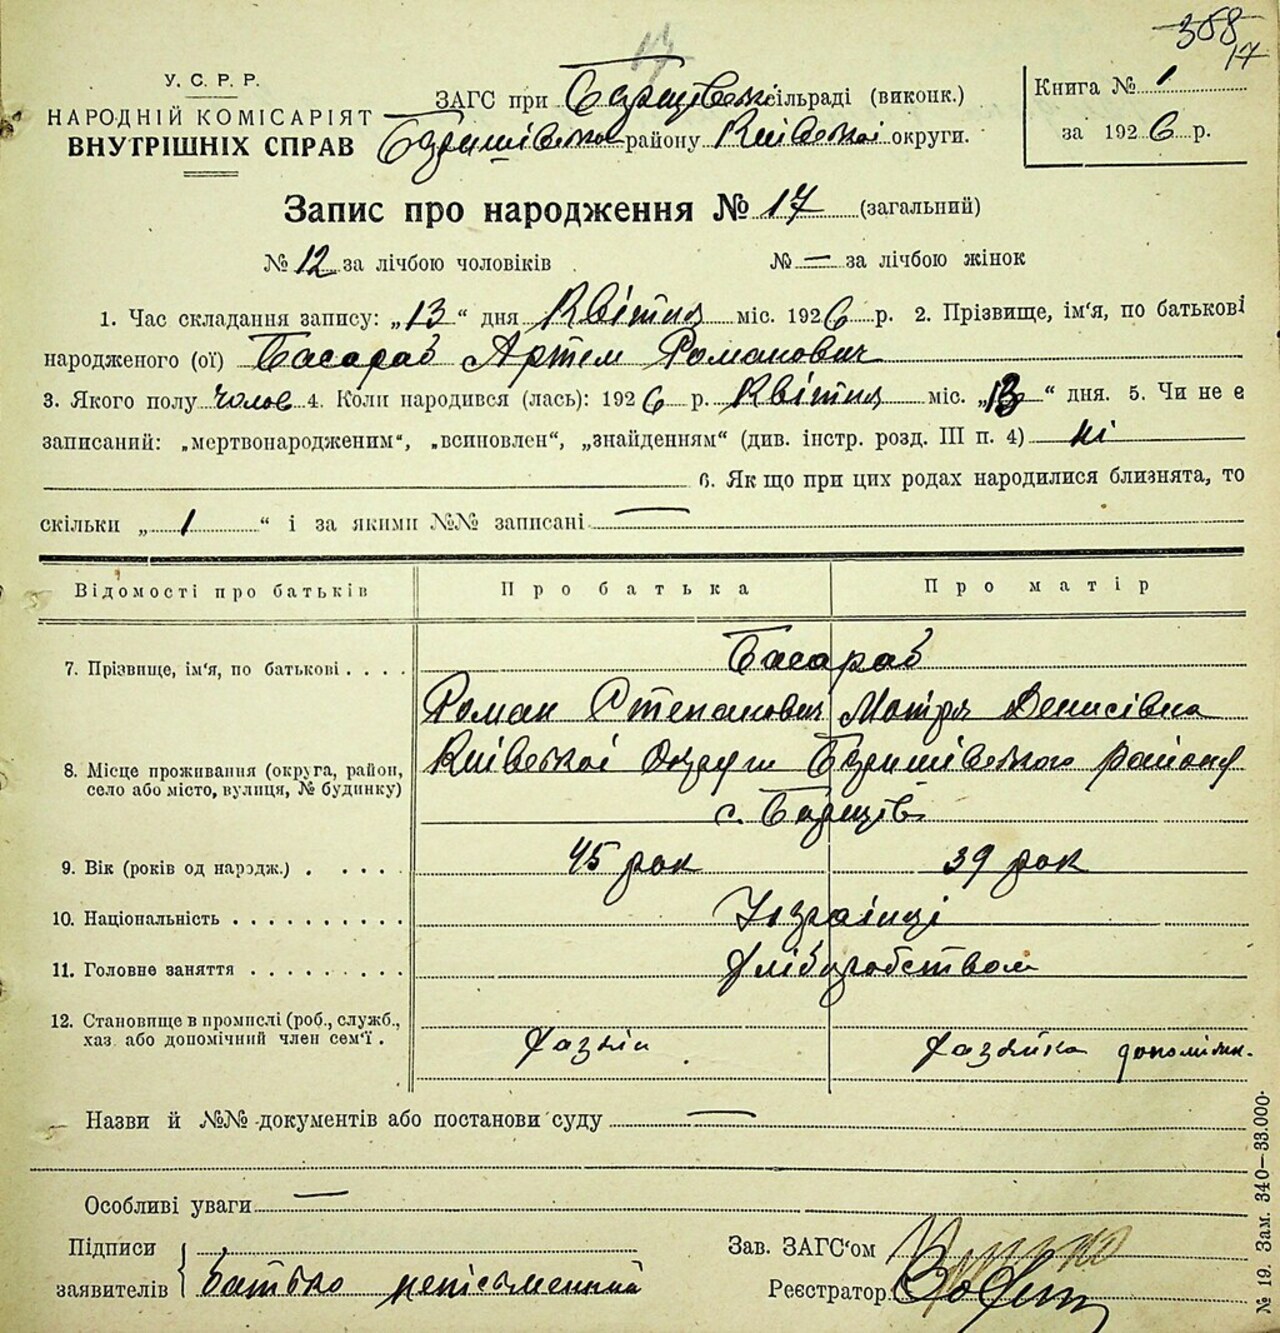 358
17
17
У. С. Р. Р.
НАРОДНІЙ КОМІСАРІЯТ
ВНУТРІШНІХ СПРАВ
ЗАГС при Барщівські сільраді (виконк.)
району Київської округи.
Книга № 1
за 1926 р.
Запис про народження № 17 (загальний)
№ 12 за лічбою чоловіків № — за лічбою жінок
1. Час складання запису: „13“ дня Квітня міс. 1926 р. 2. Прізвище, ім'я, по батькові
народженого (ої) Басараб Артем Романович
3. Якого полу чолов 4. Коли народився (лась): 1926 р. Квітня міс. „13“ дня. 5. Чи не є
записаний: „мертвонародженим“, „всиновлен“, „знайденням“ (див. інстр. розд. III п. 4) ні
6. Як що при цих родах народилися близнята, то
скільки „1“ і за якими №№ записані —
Відомості про батьків Про батька Про матір
7. Прізвище, ім'я, по батькові . . . . Басараб
Роман Степанович Мотря Денисівна
8. Місце проживання (округа, район, Київської Округи Бишівського району
село або місто, вулиця, № будинку)
с. Барщів
9. Вік (років од народж.) . . . . . 45 рок 39 рок
10. Національність . . . . . . . . . . Українці
11. Головне заняття . . . . . . . . . Хліборобством
12. Становище в промислі (роб., служб.,
хаз. або допомічний член сем'ї . Хазяін Хазяйка допоміжн.
Назви й №№ документів або постанови суду —
Особливі уваги —
Підписи
заявителів батько неписьменний
Зав. ЗАГС'ом
Реєстратор
№ 19. Зам. 340—33.000.